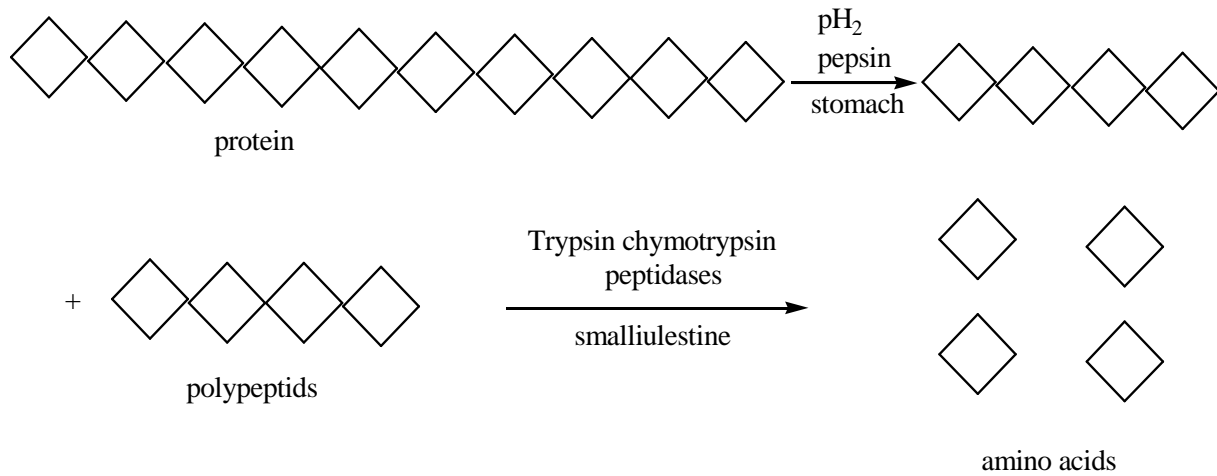 pH2
pepsin
stomach
protein
+
Trypsin chymotrypsin
peptidases
smalliulestine
polypeptids
amino acids